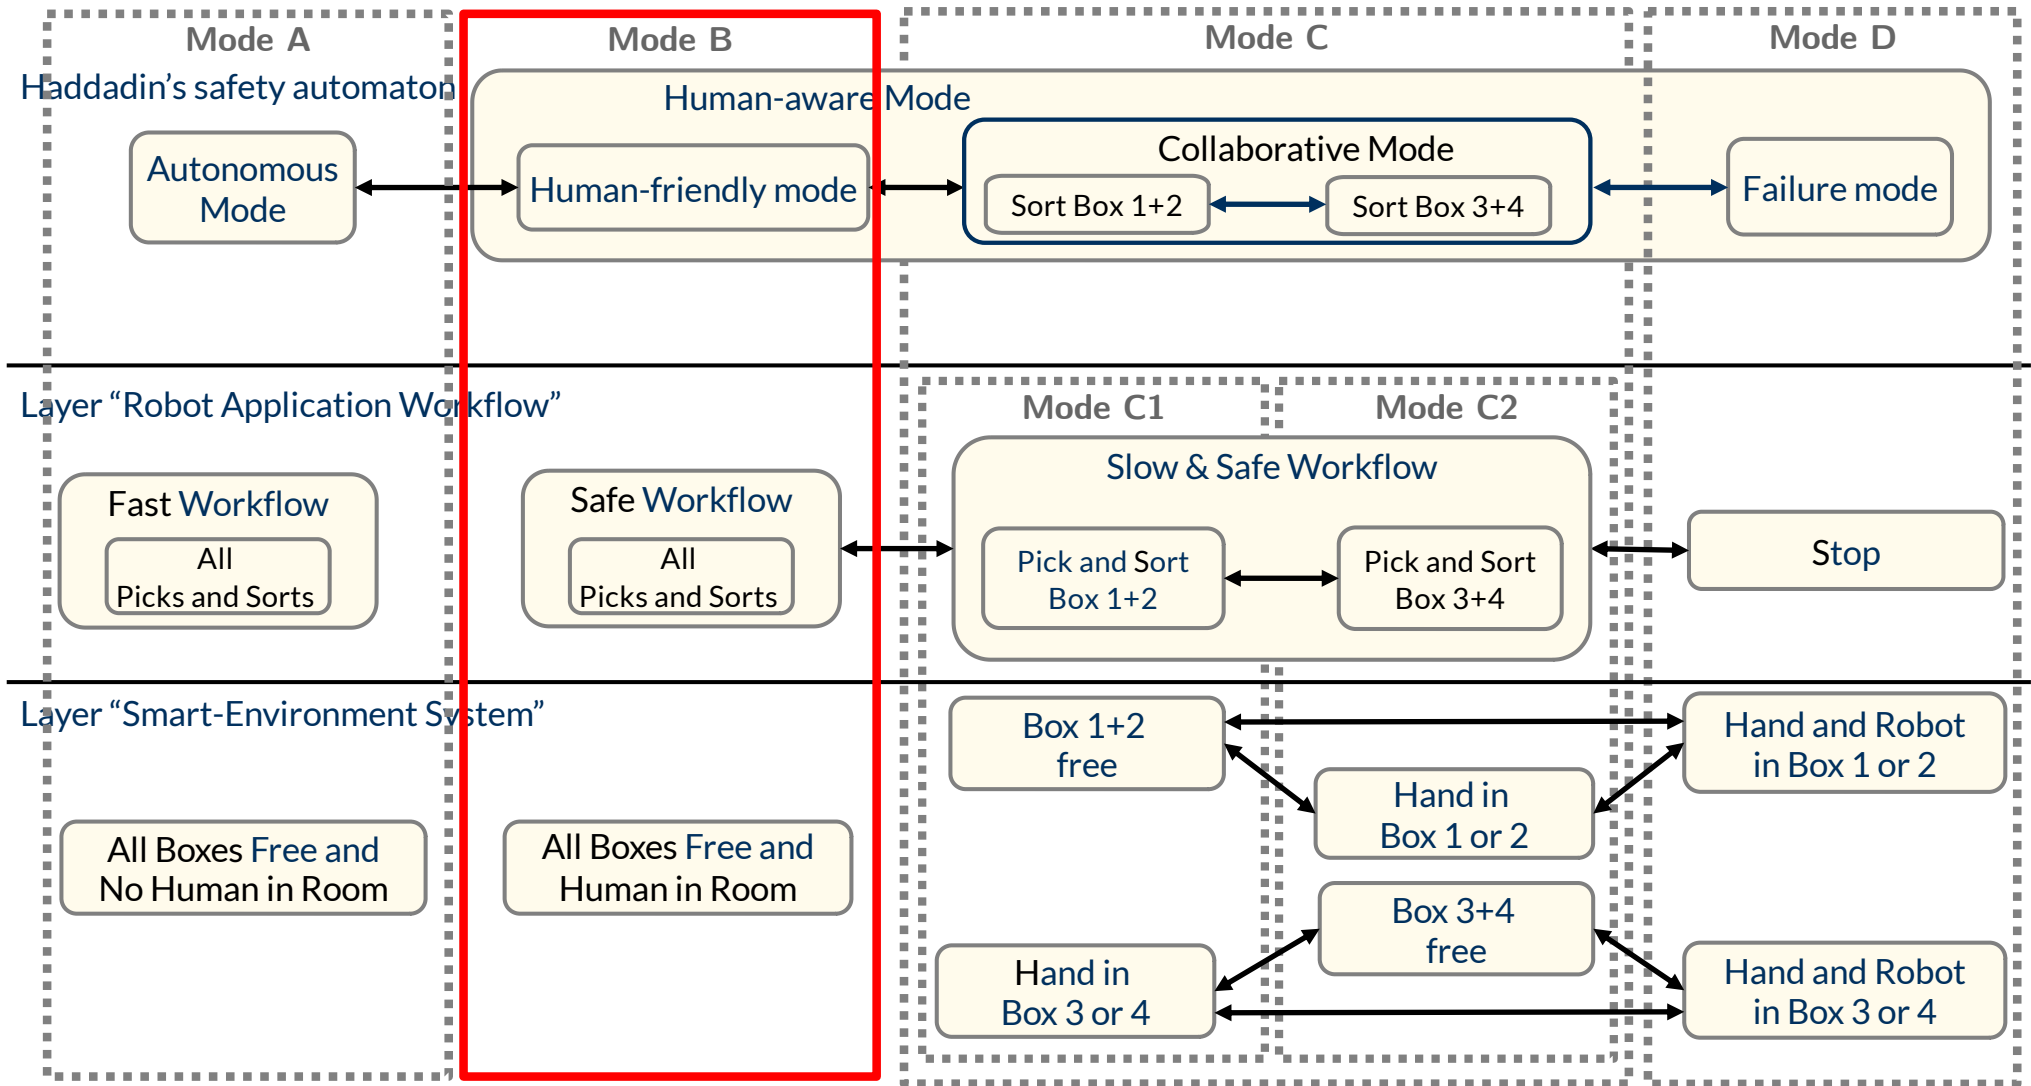 Mode A
Mode B
Mode C
Mode D
Haddadin's safety automaton
Human-aware Mode
Autonomous
Mode
Human-friendly mode
Collaborative Mode
Sort Box 1+2
Sort Box 3+4
Failure mode
Layer “Robot Application Workflow”
Mode C1
Mode C2
Fast Workflow
All
Picks and Sorts
Safe Workflow
All
Picks and Sorts
Slow & Safe Workflow
Pick and Sort
Box 1+2
Pick and Sort
Box 3+4
Stop
Layer “Smart-Environment System”
Box 1+2
free
Hand and Robot
in Box 1 or 2
Hand in
Box 1 or 2
All Boxes Free and
No Human in Room
All Boxes Free and
Human in Room
Box 3+4
free
Hand in
Box 3 or 4
Hand and Robot
in Box 3 or 4